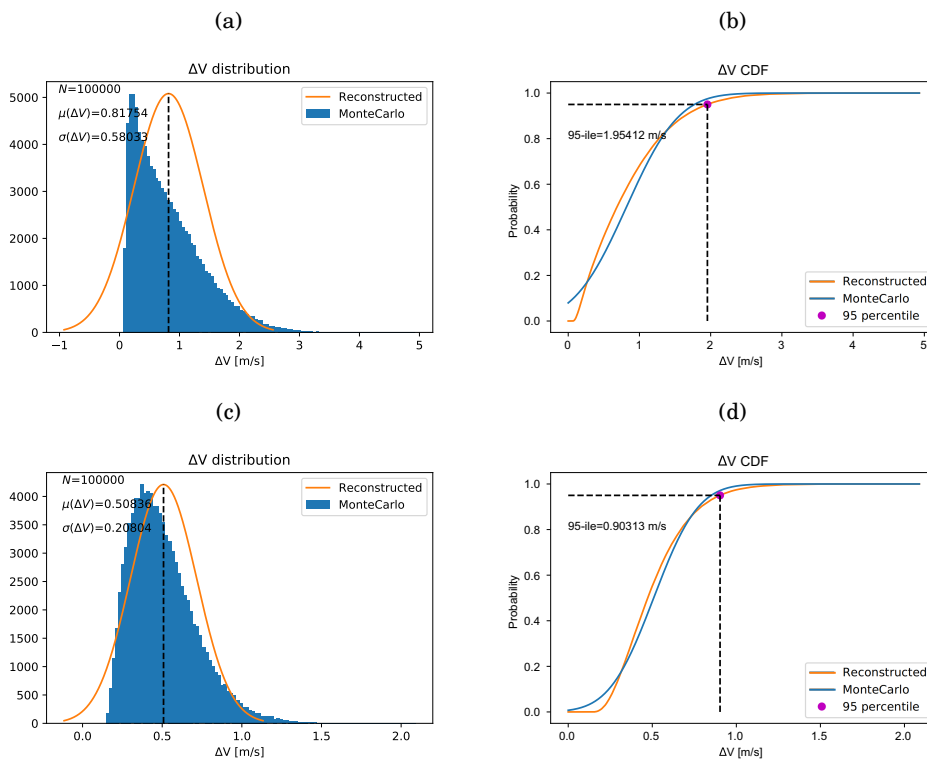 (a)
ΔV distribution
N=100000
μ(ΔV)=0.81754
σ(ΔV)=0.58033
Reconstructed
MonteCarlo
5000
4000
3000
2000
1000
0
−1 0 1 2 3 4 5
ΔV [m/s]
(b)
ΔV CDF
95-ile=1.95412 m/s
Probability
1.0
0.8
0.6
0.4
0.2
0.0
Reconstructed
MonteCarlo
95 percentile
0 1 2 3 4 5
ΔV [m/s]
(c)
ΔV distribution
N=100000
μ(ΔV)=0.50836
σ(ΔV)=0.20804
Reconstructed
MonteCarlo
4000
3500
3000
2500
2000
1500
1000
500
0
0.0 0.5 1.0 1.5 2.0
ΔV [m/s]
(d)
ΔV CDF
95-ile=0.90313 m/s
Probability
1.0
0.8
0.6
0.4
0.2
0.0
Reconstructed
MonteCarlo
95 percentile
0.0 0.5 1.0 1.5 2.0
ΔV [m/s]